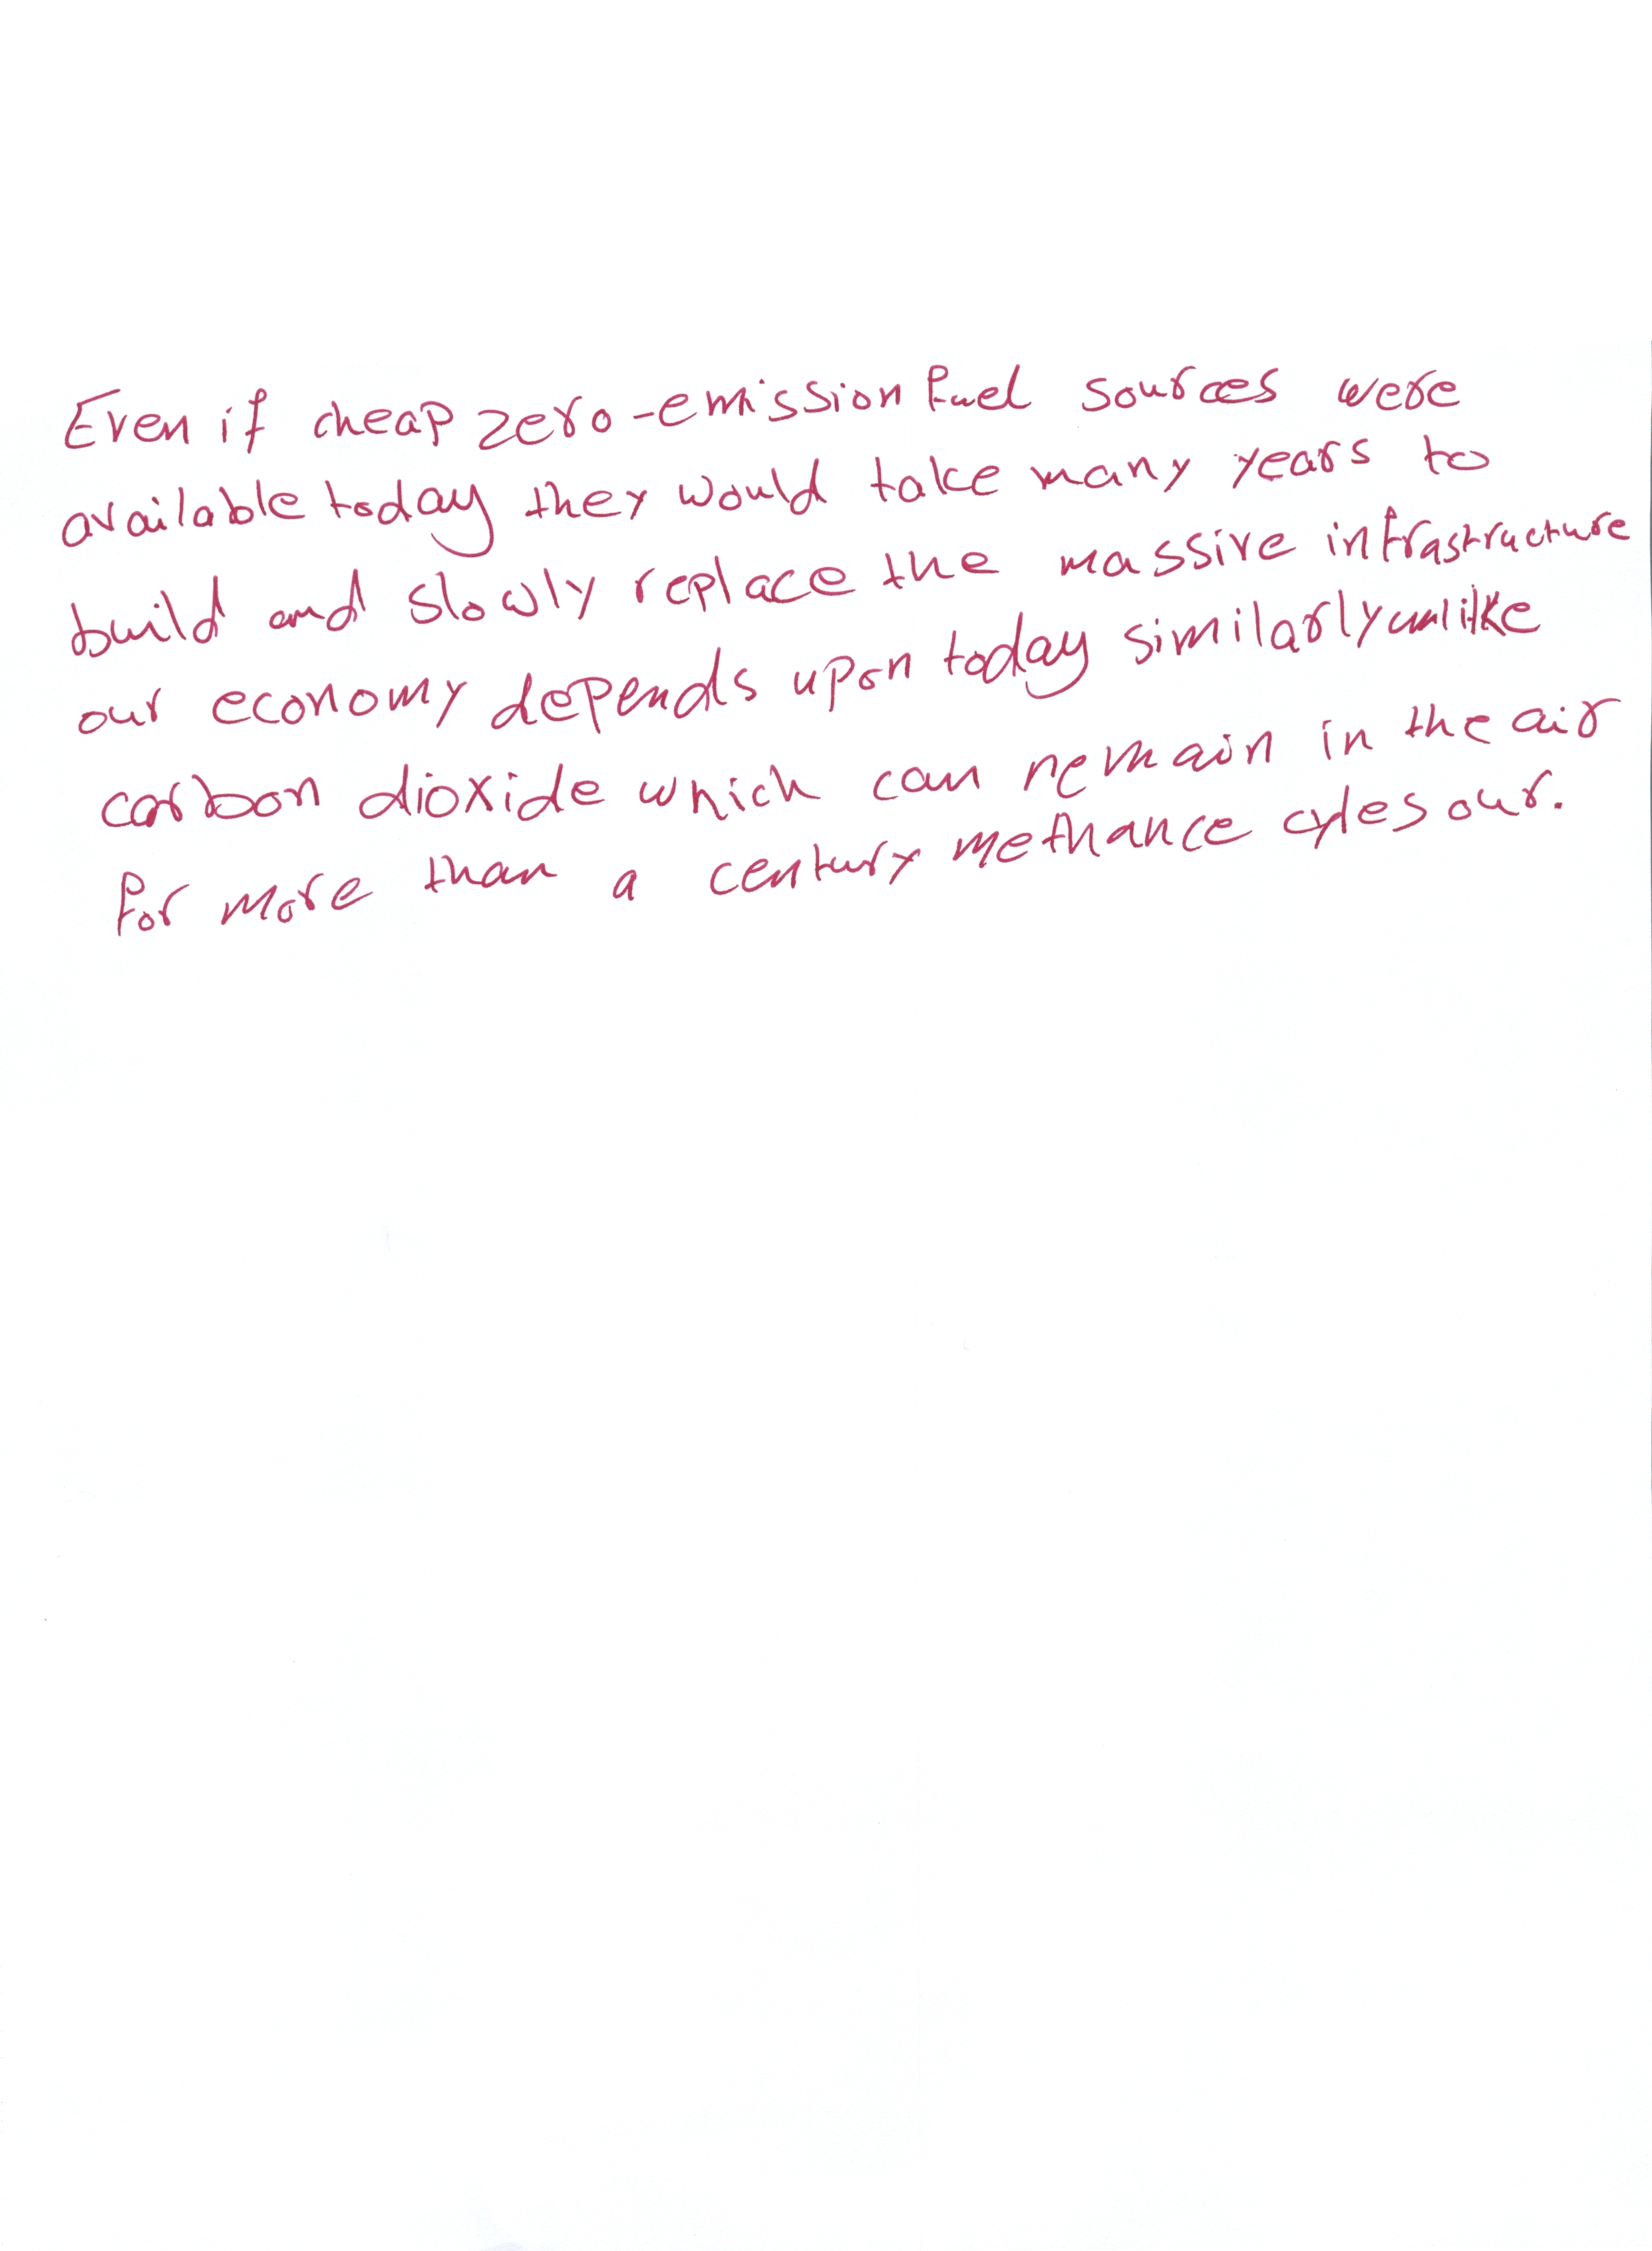 Even if cheap zero-emission fuel sources were
available today they would take many years to
build and slowly replace the massive infrastructure
our economy depends upon today similarly unlike
carbon dioxide which can remain in the air
for more than a century methance cyles our.